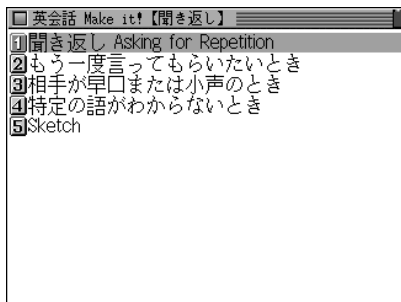 英会話 Make it!【聞き返し】
1聞き返し Asking for Repetition
2もう一度言ってもらいたいとき
3相手が早口または小声のとき
4特定の語がわからないとき
5Sketch